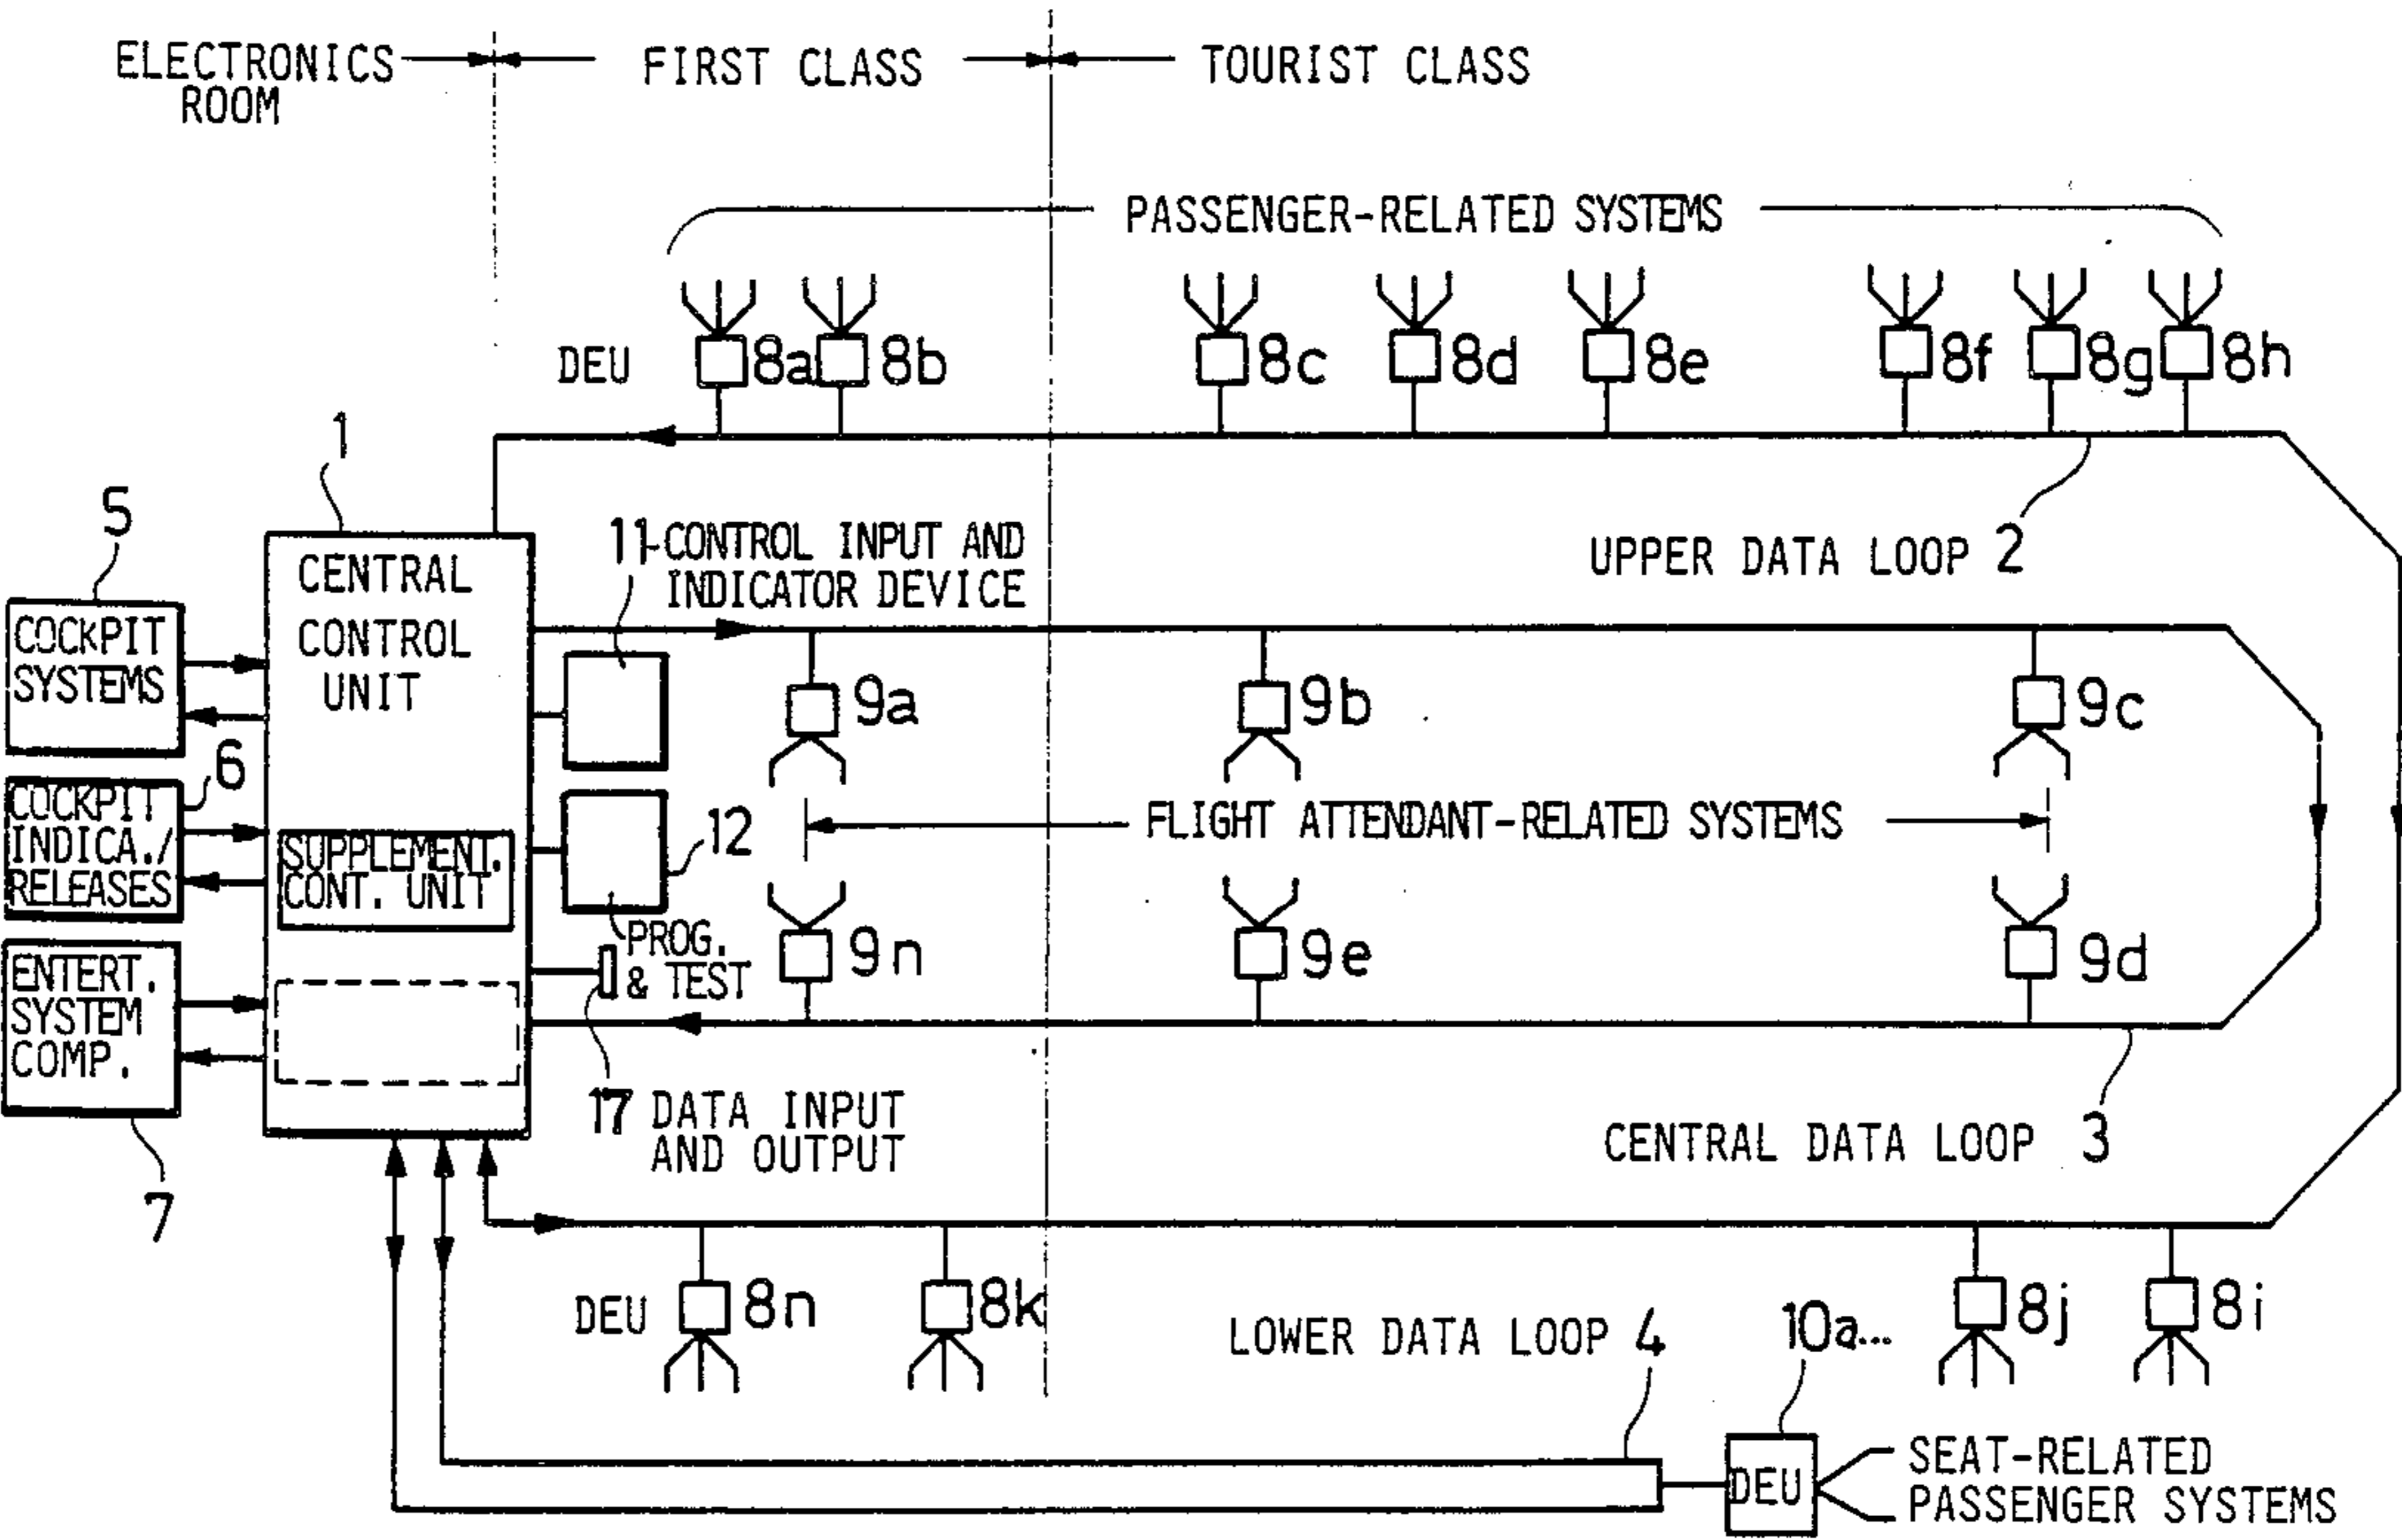 ELECTRONICS
ROOM
FIRST CLASS
TOURIST CLASS
PASSENGER-RELATED SYSTEMS
DEU
8a
8b
8c
8d
8e
8f
8g
8h
1
2
UPPER DATA LOOP 2
5
COCKPIT
SYSTEMS
6
COCKPIT
INDICA./
RELEASES
ENTERT.
SYSTEM
COMP.
7
CENTRAL
CONTROL
UNIT
SUPPLEMENT.
CONT. UNIT
11 CONTROL INPUT AND
INDICATOR DEVICE
12
PROG.
& TEST
17 DATA INPUT
AND OUTPUT
9a
9b
9c
FLIGHT ATTENDANT-RELATED SYSTEMS
9n
9e
9d
CENTRAL DATA LOOP 3
DEU
8n
8k
8j
8i
LOWER DATA LOOP 4
10a...
DEU
SEAT-RELATED
PASSENGER SYSTEMS